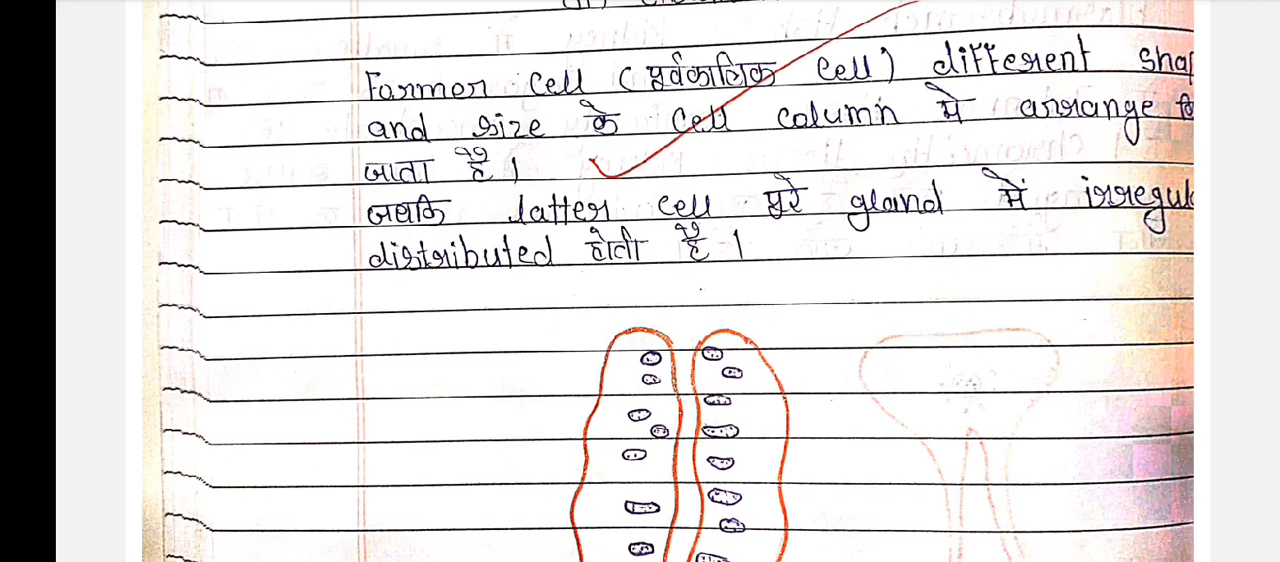 Former cell (पूर्वकालिक cell) different shap
and size के cell column मे arrange कि
जाता है।
जबकि latter cell पुरे gland में irregul
distributed होती है।